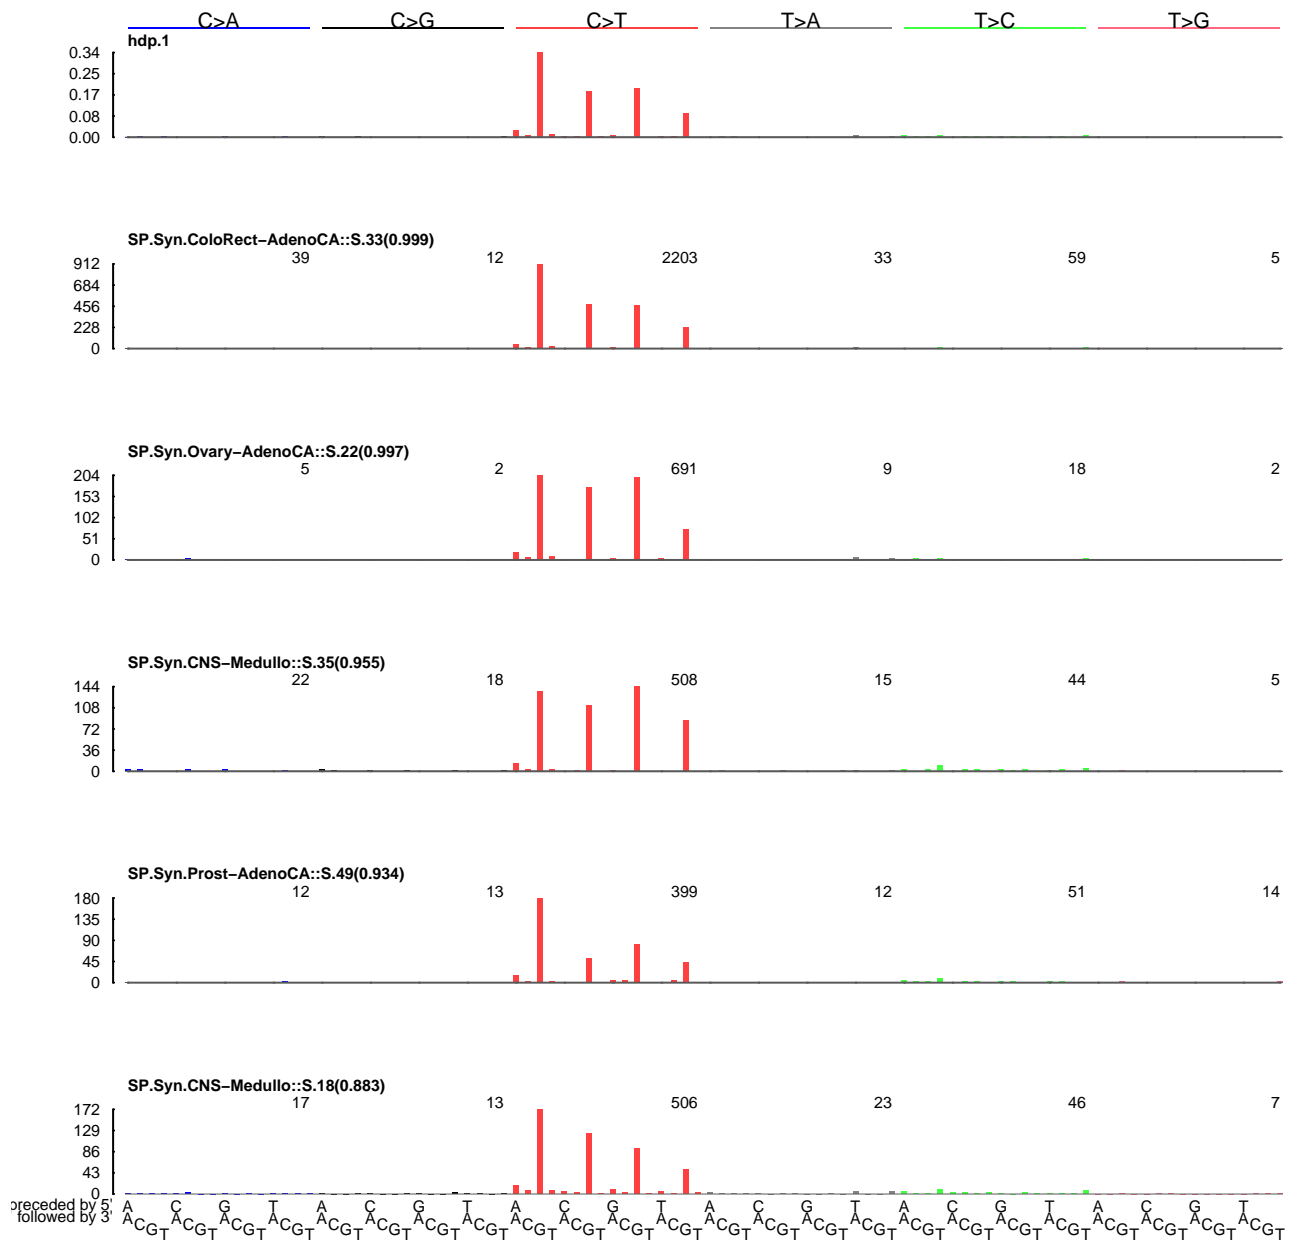 C>A C>G C>T T>A T>C T>G
hdp.1
0.34
0.25
0.17
0.08
0.00
SP.Syn.ColoRect−AdenoCA::S.33(0.999)
39 12 2203 33 59 5
912
684
456
228
0
SP.Syn.Ovary−AdenoCA::S.22(0.997)
5 2 691 9 18 2
204
153
102
51
0
SP.Syn.CNS−Medullo::S.35(0.955)
22 18 508 15 44 5
144
108
72
36
0
SP.Syn.Prost−AdenoCA::S.49(0.934)
12 13 399 12 51 14
180
135
90
45
0
SP.Syn.CNS−Medullo::S.18(0.883)
17 13 506 23 46 7
172
129
86
43
0
preceded by 5' A C G T A C G T A C G T A C G T A C G T A C G T
followed by 3' A C G T A C G T A C G T A C G T A C G T A C G T A C G T A C G T A C G T A C G T A C G T A C G T A C G T A C G T A C G T A C G T A C G T A C G T A C G T A C G T A C G T A C G T A C G T A C G T